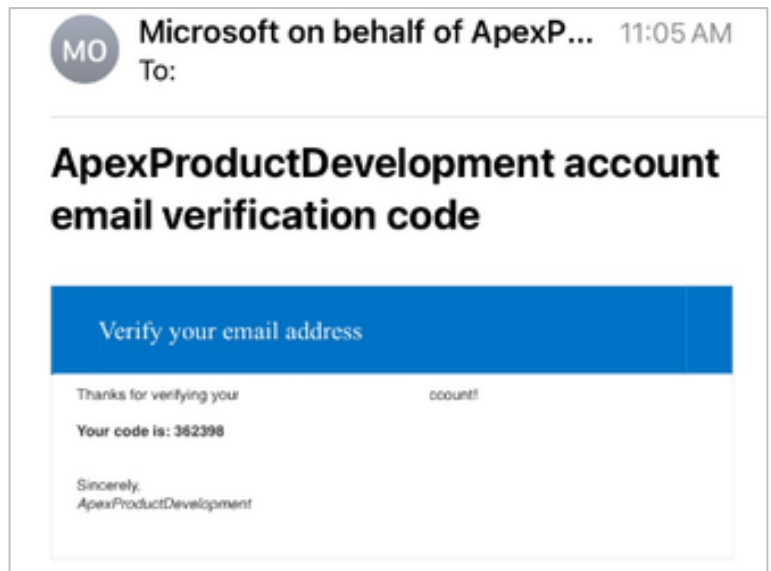 MO
Microsoft on behalf of ApexP... 11:05 AM
To:
ApexProductDevelopment account
email verification code
Verify your email address
Thanks for verifying your ccount!
Your code is: 362398
Sincerely,
ApexProductDevelopment